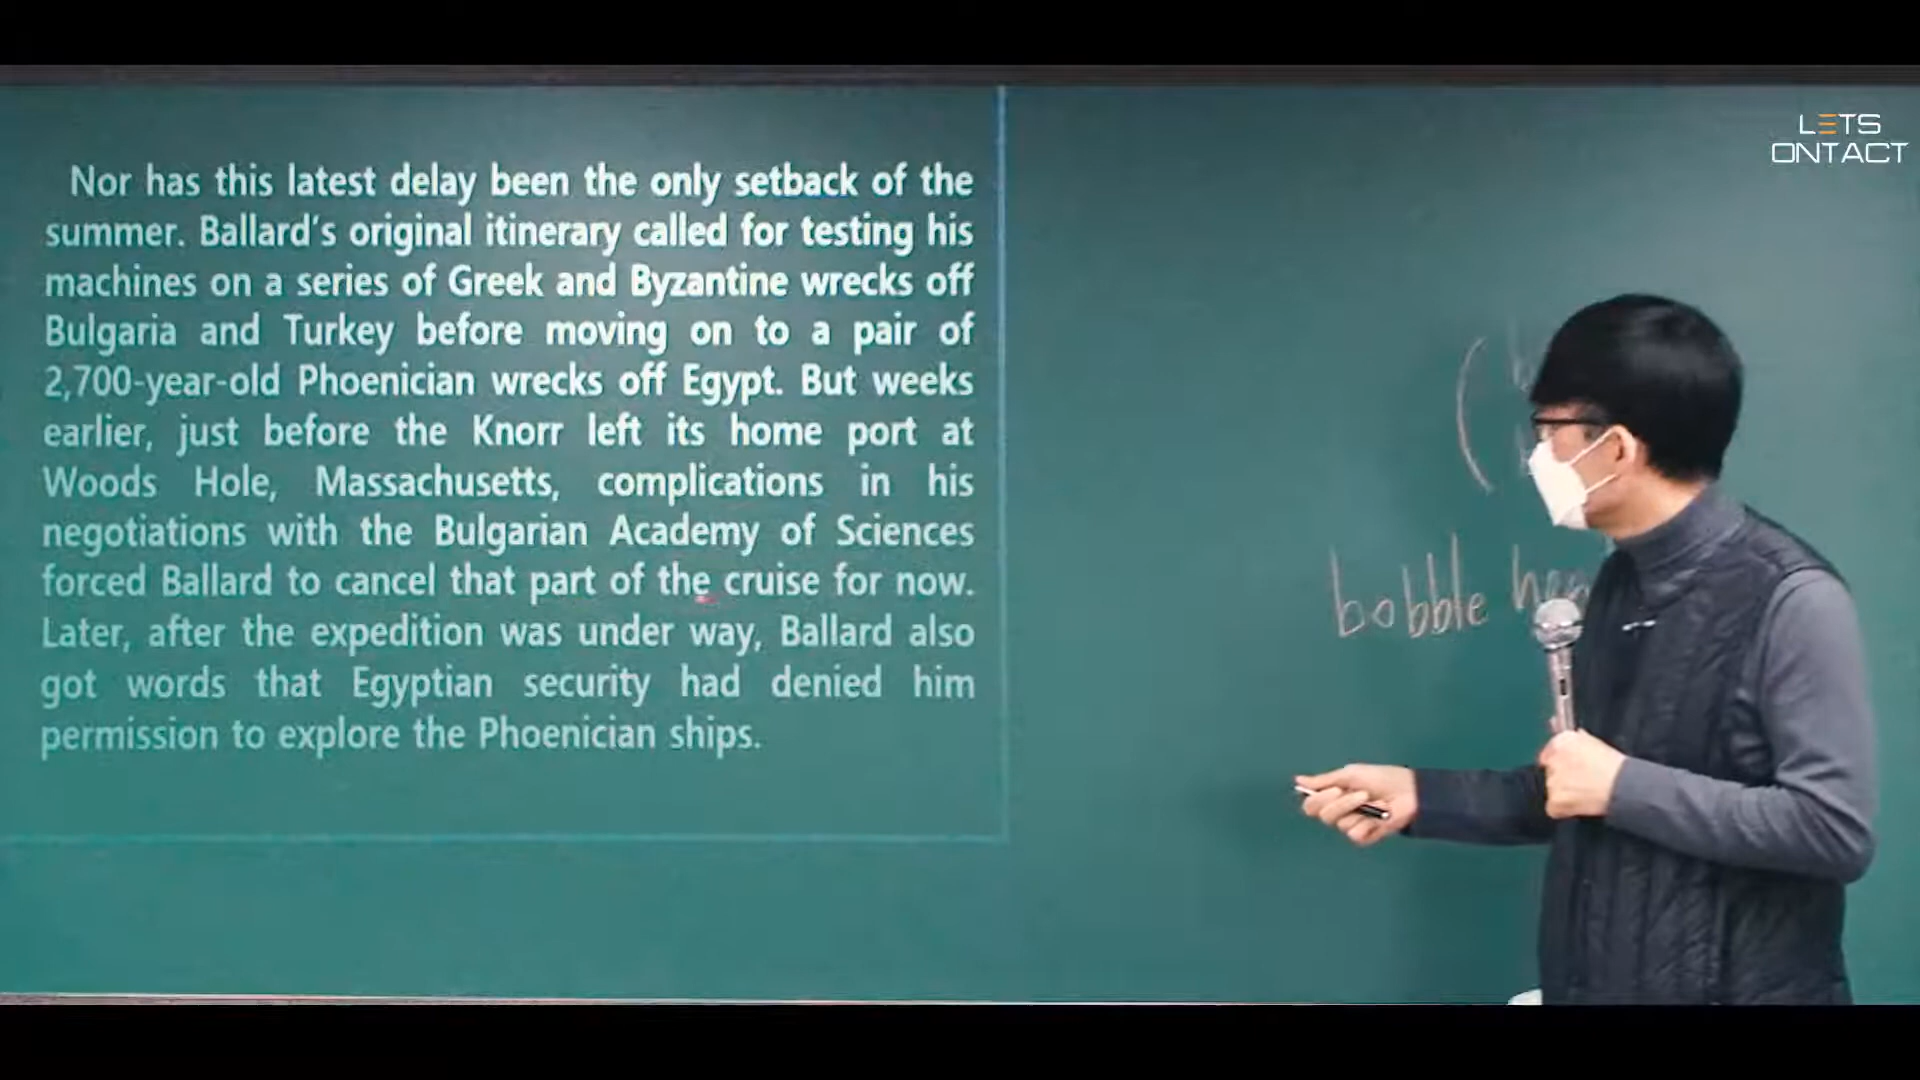 Nor has this latest delay been the only setback of the
summer. Ballard's original itinerary called for testing his
machines on a series of Greek and Byzantine wrecks off
Bulgaria and Turkey before moving on to a pair of
2,700-year-old Phoenician wrecks off Egypt. But weeks
earlier, just before the Knorr left its home port at
Woods Hole, Massachusetts, complications in his
negotiations with the Bulgarian Academy of Sciences
forced Ballard to cancel that part of the cruise for now.
Later, after the expedition was under way, Ballard also
got words that Egyptian security had denied him
permission to explore the Phoenician ships.
LETS
ONTACT
bobble